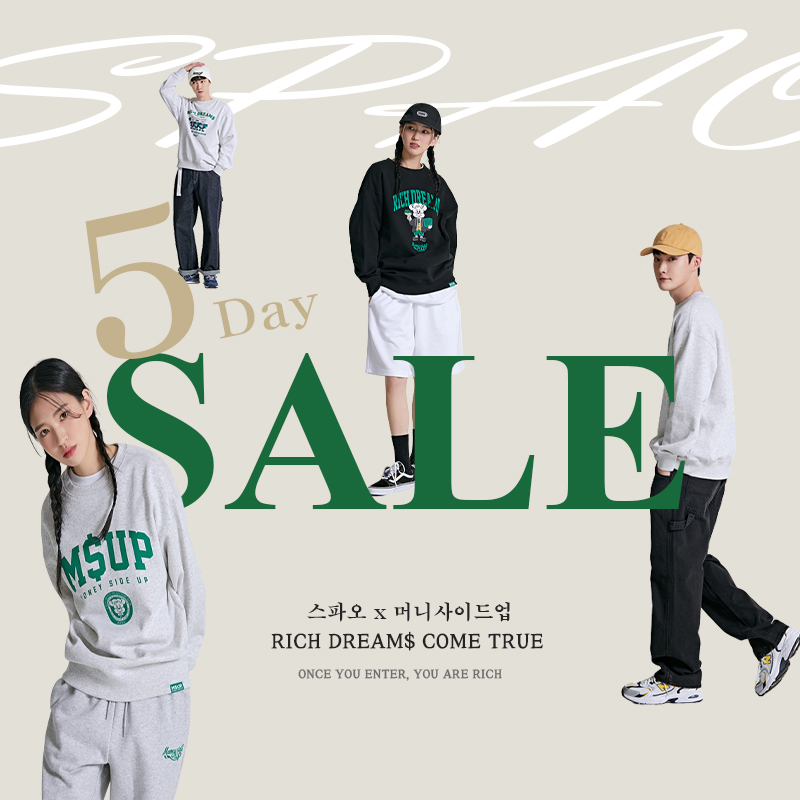 SPAO
5 Day
SALE
RICH DREAM$
M$UP
MONEY SIDE UP
스파오 x 머니사이드업
RICH DREAM$ COME TRUE
ONCE YOU ENTER, YOU ARE RICH